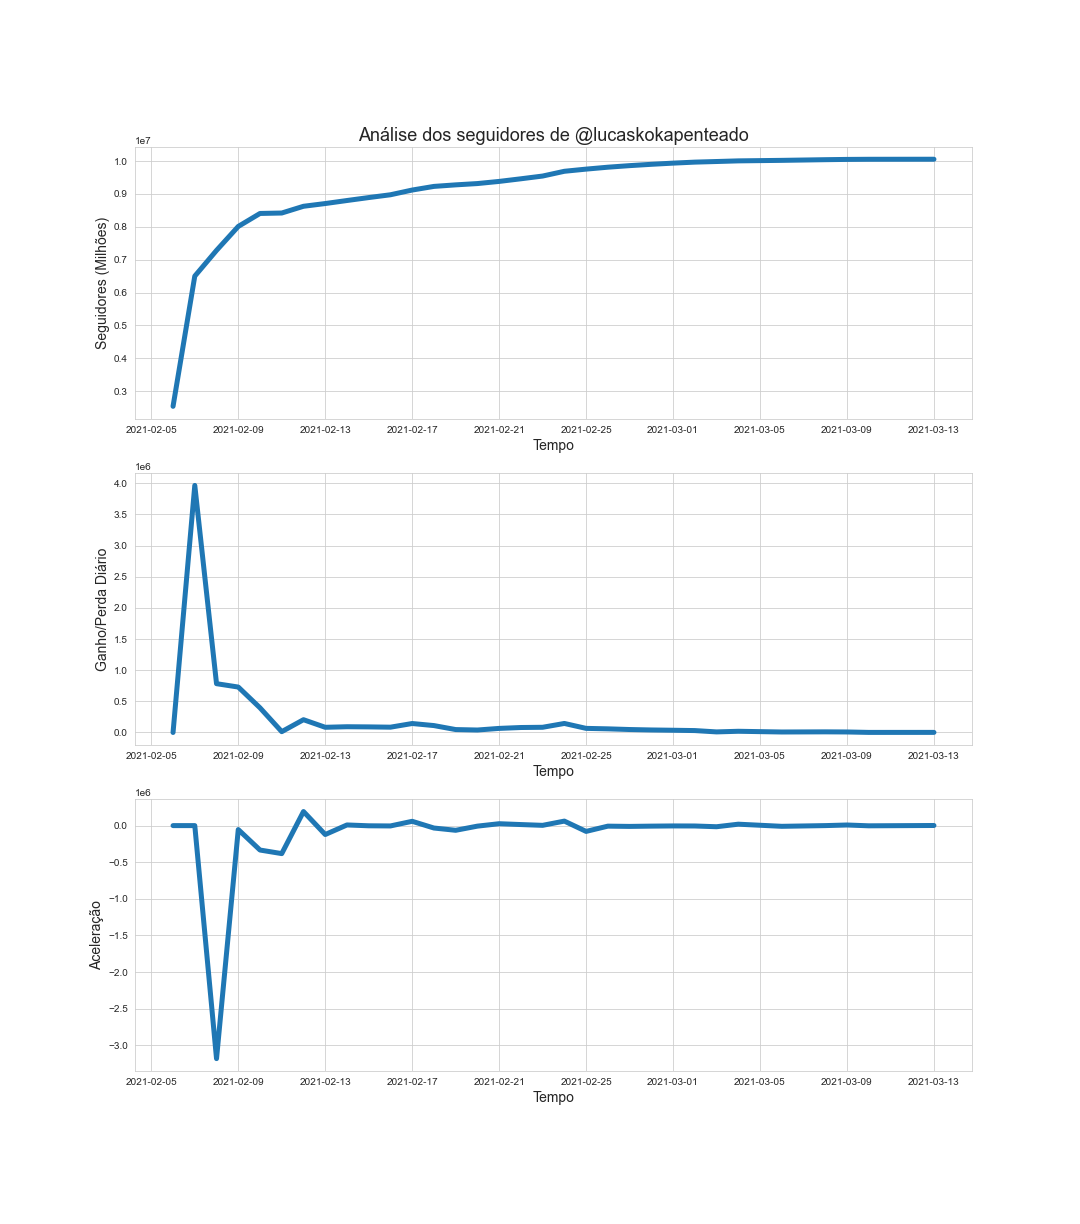 Análise dos seguidores de @lucaskokapenteado
1e7
1.0
0.9
0.8
0.7
0.6
0.5
0.4
0.3
Seguidores (Milhões)
2021-02-05 2021-02-09 2021-02-13 2021-02-17 2021-02-21 2021-02-25 2021-03-01 2021-03-05 2021-03-09 2021-03-13
Tempo
1e6
4.0
3.5
3.0
2.5
2.0
1.5
1.0
0.5
0.0
Ganho/Perda Diário
2021-02-05 2021-02-09 2021-02-13 2021-02-17 2021-02-21 2021-02-25 2021-03-01 2021-03-05 2021-03-09 2021-03-13
Tempo
1e6
0.0
−0.5
−1.0
−1.5
−2.0
−2.5
−3.0
Aceleração
2021-02-05 2021-02-09 2021-02-13 2021-02-17 2021-02-21 2021-02-25 2021-03-01 2021-03-05 2021-03-09 2021-03-13
Tempo